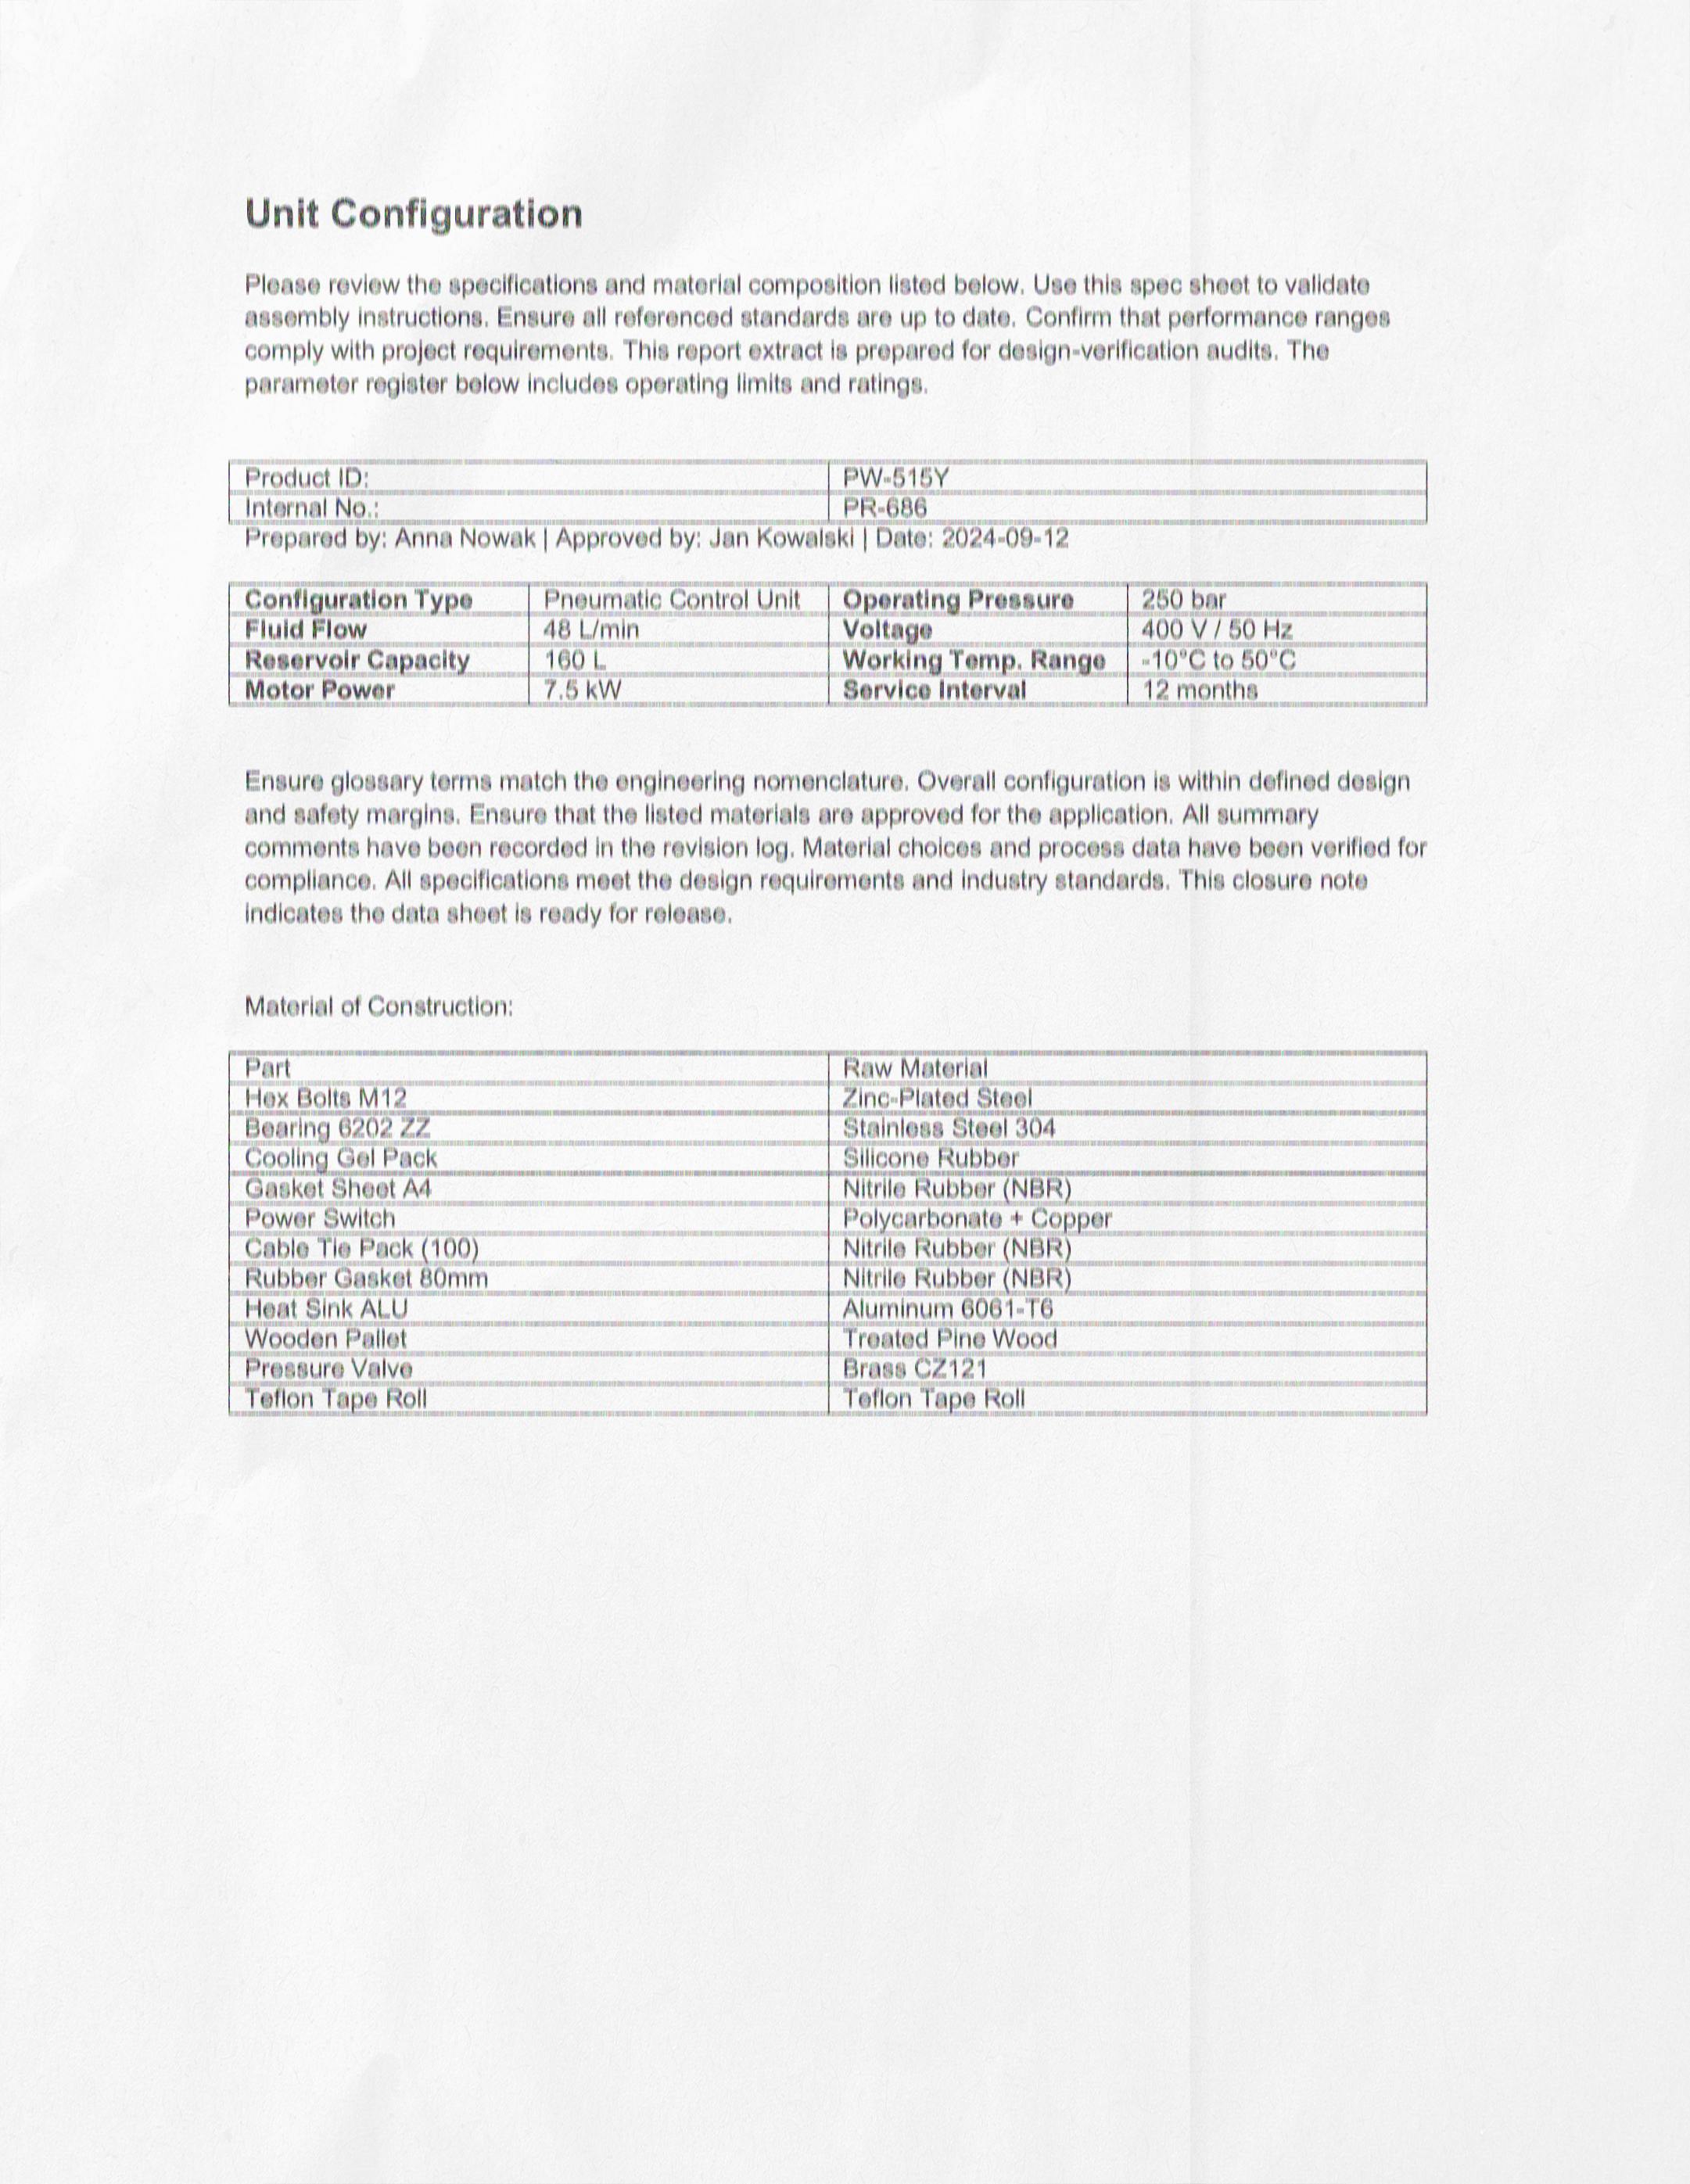 Unit Configuration
Please review the specifications and material composition listed below. Use this spec sheet to validate
assembly instructions. Ensure all referenced standards are up to date. Confirm that performance ranges
comply with project requirements. This report extract is prepared for design-verification audits. The
parameter register below includes operating limits and ratings.
Product ID: PW-515Y
Internal No.: PR-686
Prepared by: Anna Nowak | Approved by: Jan Kowalski | Date: 2024-09-12
Configuration Type Pneumatic Control Unit Operating Pressure 250 bar
Fluid Flow 48 L/min Voltage 400 V / 50 Hz
Reservoir Capacity 160 L Working Temp. Range -10°C to 50°C
Motor Power 7.5 kW Service Interval 12 months
Ensure glossary terms match the engineering nomenclature. Overall configuration is within defined design
and safety margins. Ensure that the listed materials are approved for the application. All summary
comments have been recorded in the revision log. Material choices and process data have been verified for
compliance. All specifications meet the design requirements and industry standards. This closure note
indicates the data sheet is ready for release.
Material of Construction:
Part Raw Material
Hex Bolts M12 Zinc-Plated Steel
Bearing 6202 ZZ Stainless Steel 304
Cooling Gel Pack Silicone Rubber
Gasket Sheet A4 Nitrile Rubber (NBR)
Power Switch Polycarbonate + Copper
Cable Tie Pack (100) Nitrile Rubber (NBR)
Rubber Gasket 80mm Nitrile Rubber (NBR)
Heat Sink ALU Aluminum 6061-T6
Wooden Pallet Treated Pine Wood
Pressure Valve Brass CZ121
Teflon Tape Roll Teflon Tape Roll